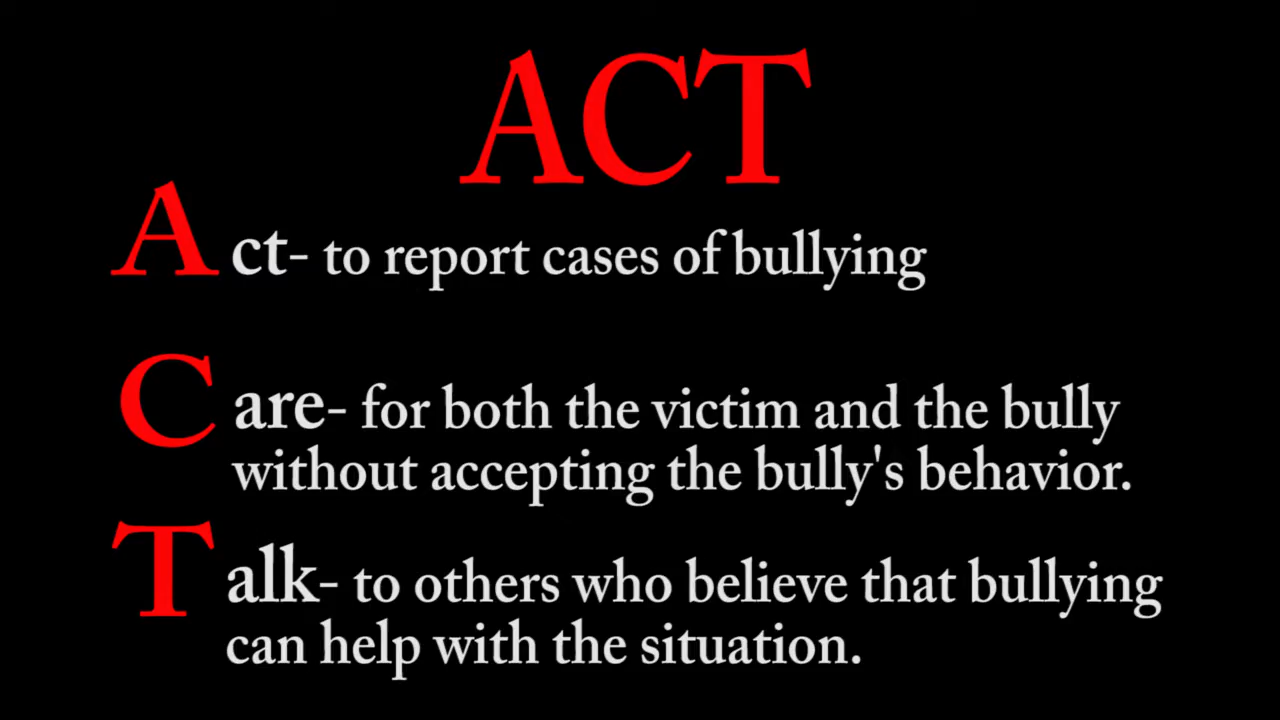 ACT
Act- to report cases of bullying
Care- for both the victim and the bully
without accepting the bully's behavior.
Talk- to others who believe that bullying
can help with the situation.